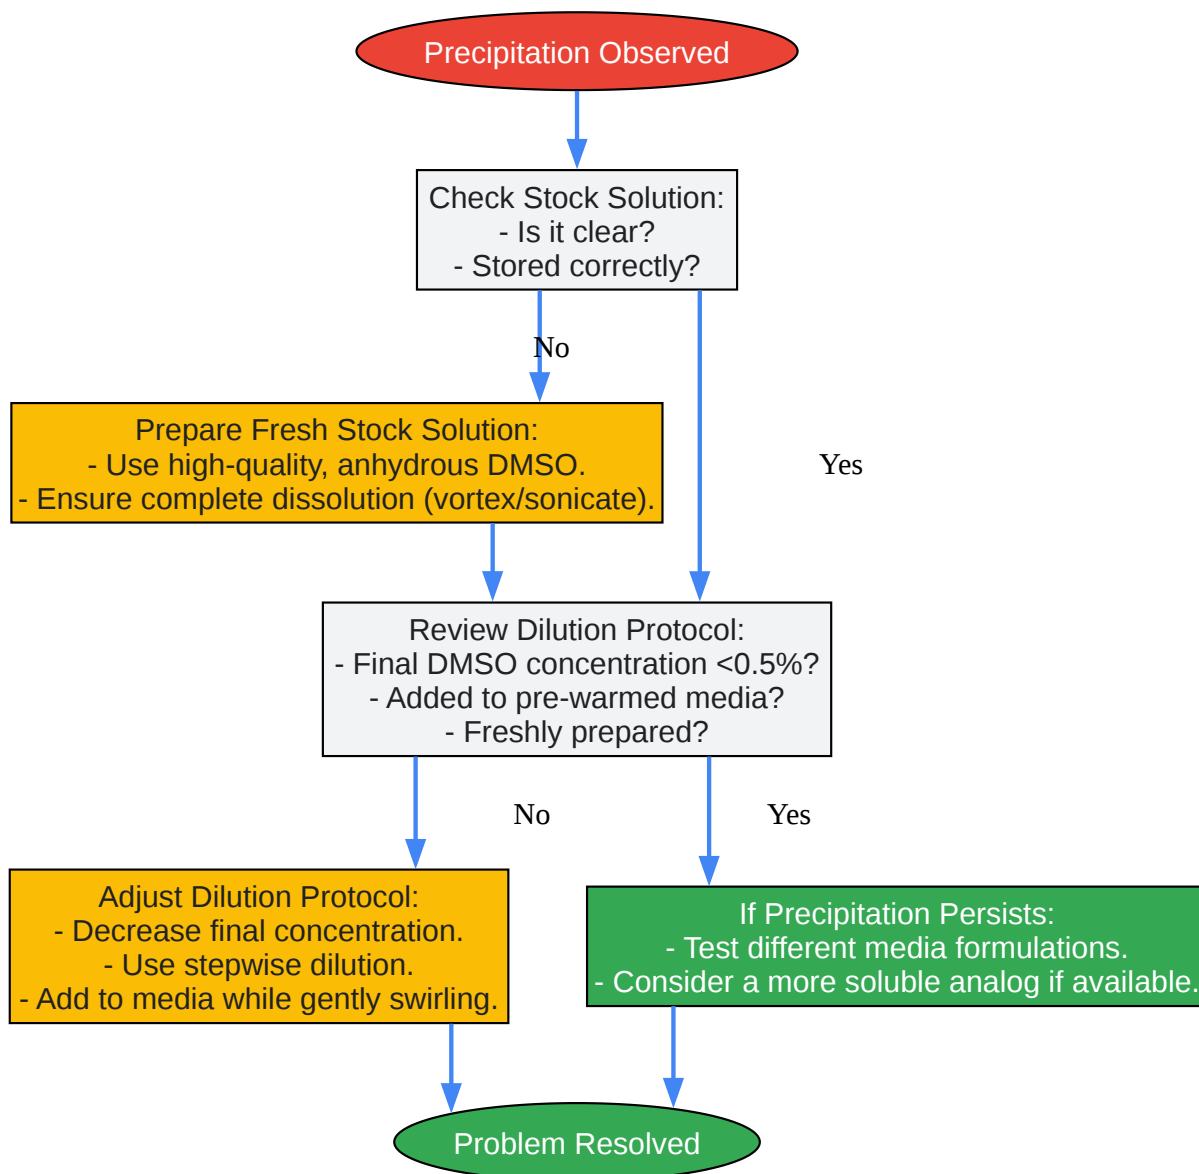 Precipitation Observed
Check Stock Solution:
- Is it clear?
- Stored correctly?
No
Prepare Fresh Stock Solution:
- Use high-quality, anhydrous DMSO.
- Ensure complete dissolution (vortex/sonicate).
Yes
Review Dilution Protocol:
- Final DMSO concentration <0.5%?
- Added to pre-warmed media?
- Freshly prepared?
No
Yes
Adjust Dilution Protocol:
- Decrease final concentration.
- Use stepwise dilution.
- Add to media while gently swirling.
If Precipitation Persists:
- Test different media formulations.
- Consider a more soluble analog if available.
Problem Resolved